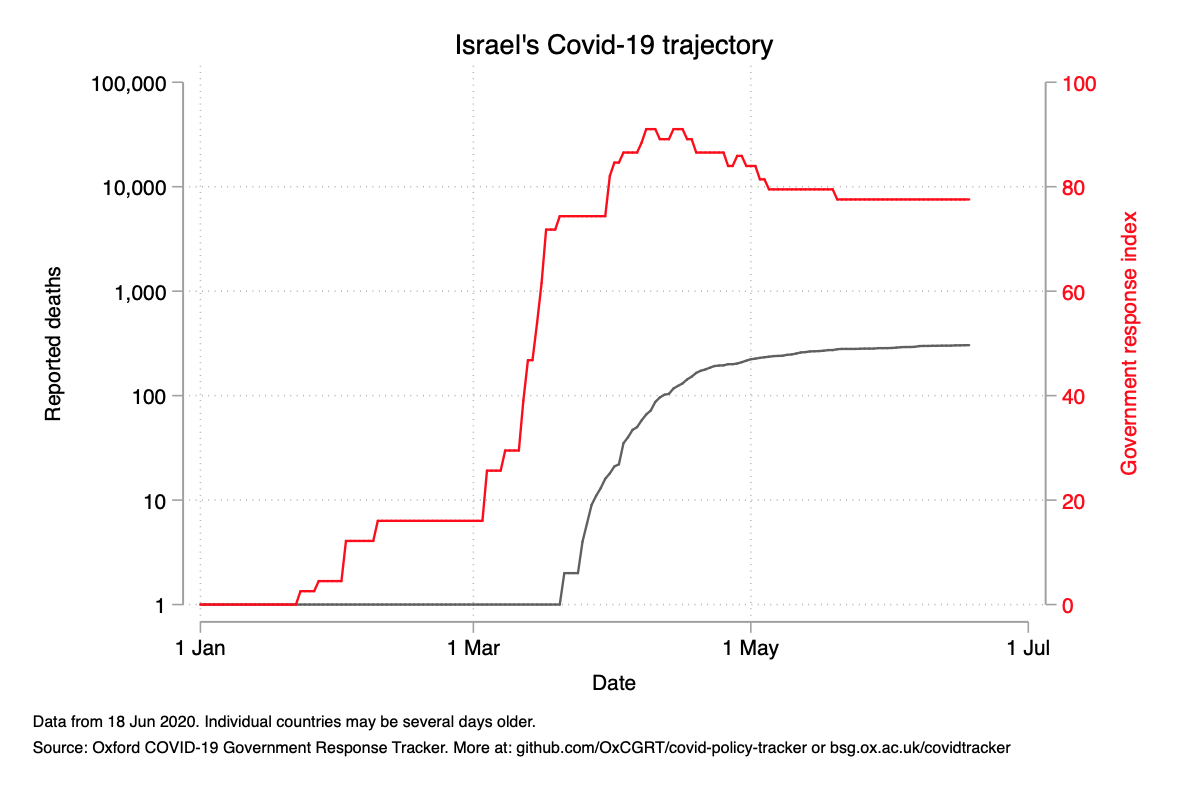 Israel's Covid-19 trajectory
100,000
10,000
1,000
100
10
1
Reported deaths
100
80
60
40
20
0
Government response index
1 Jan
1 Mar
1 May
1 Jul
Date
Data from 18 Jun 2020. Individual countries may be several days older.
Source: Oxford COVID-19 Government Response Tracker. More at: github.com/OxCGRT/covid-policy-tracker or bsg.ox.ac.uk/covidtracker